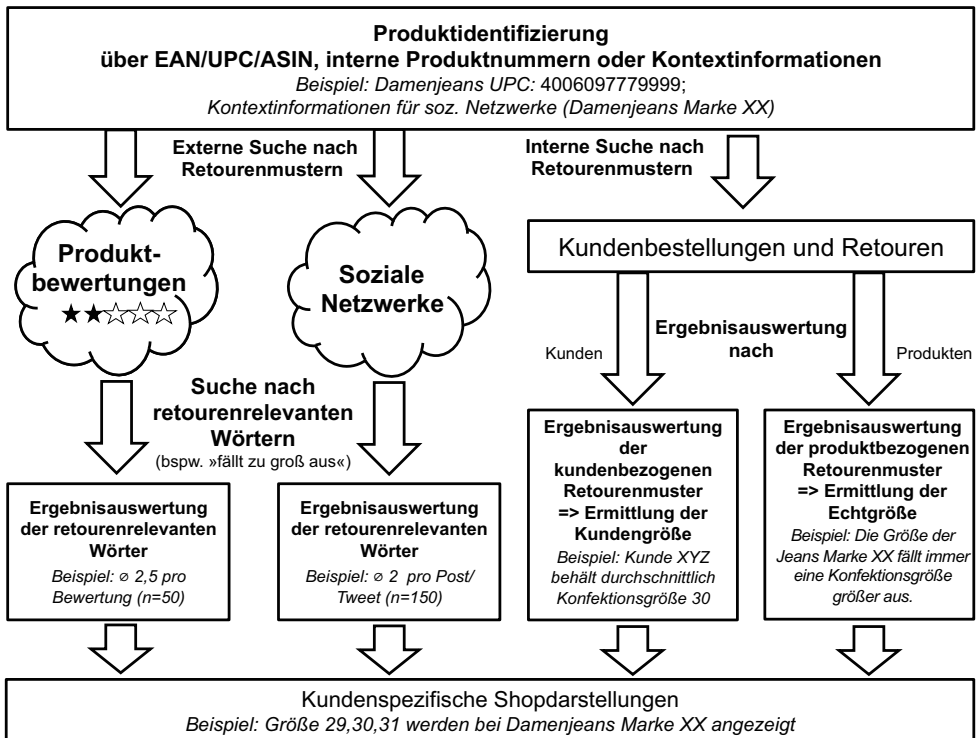 Produktidentifizierung
über EAN/UPC/ASIN, interne Produktnummern oder Kontextinformationen
Beispiel: Damenjeans UPC: 4006097779999;
Kontextinformationen für soz. Netzwerke (Damenjeans Marke XX)
Externe Suche nach
Retourenmustern
Interne Suche nach
Retourenmustern
Produkt-
bewertungen
★★☆☆☆
Soziale
Netzwerke
Kundenbestellungen und Retouren
Kunden
Ergebnisauswertung
nach
Produkten
Suche nach
retourenrelevanten
Wörtern
(bspw. »fällt zu groß aus«)
Ergebnisauswertung
der retourenrelevanten
Wörter
Beispiel: ⌀ 2,5 pro
Bewertung (n=50)
Ergebnisauswertung
der retourenrelevanten
Wörter
Beispiel: ⌀ 2 pro Post/
Tweet (n=150)
Ergebnisauswertung
der
kundenbezogenen
Retourenmuster
=> Ermittlung der
Kundengröße
Beispiel: Kunde XYZ
behält durchschnittlich
Konfektionsgröße 30
Ergebnisauswertung
der produktbezogenen
Retourenmuster
=> Ermittlung der
Echtgröße
Beispiel: Die Größe der
Jeans Marke XX fällt immer
eine Konfektionsgröße
größer aus.
Kundenspezifische Shopdarstellungen
Beispiel: Größe 29,30,31 werden bei Damenjeans Marke XX angezeigt